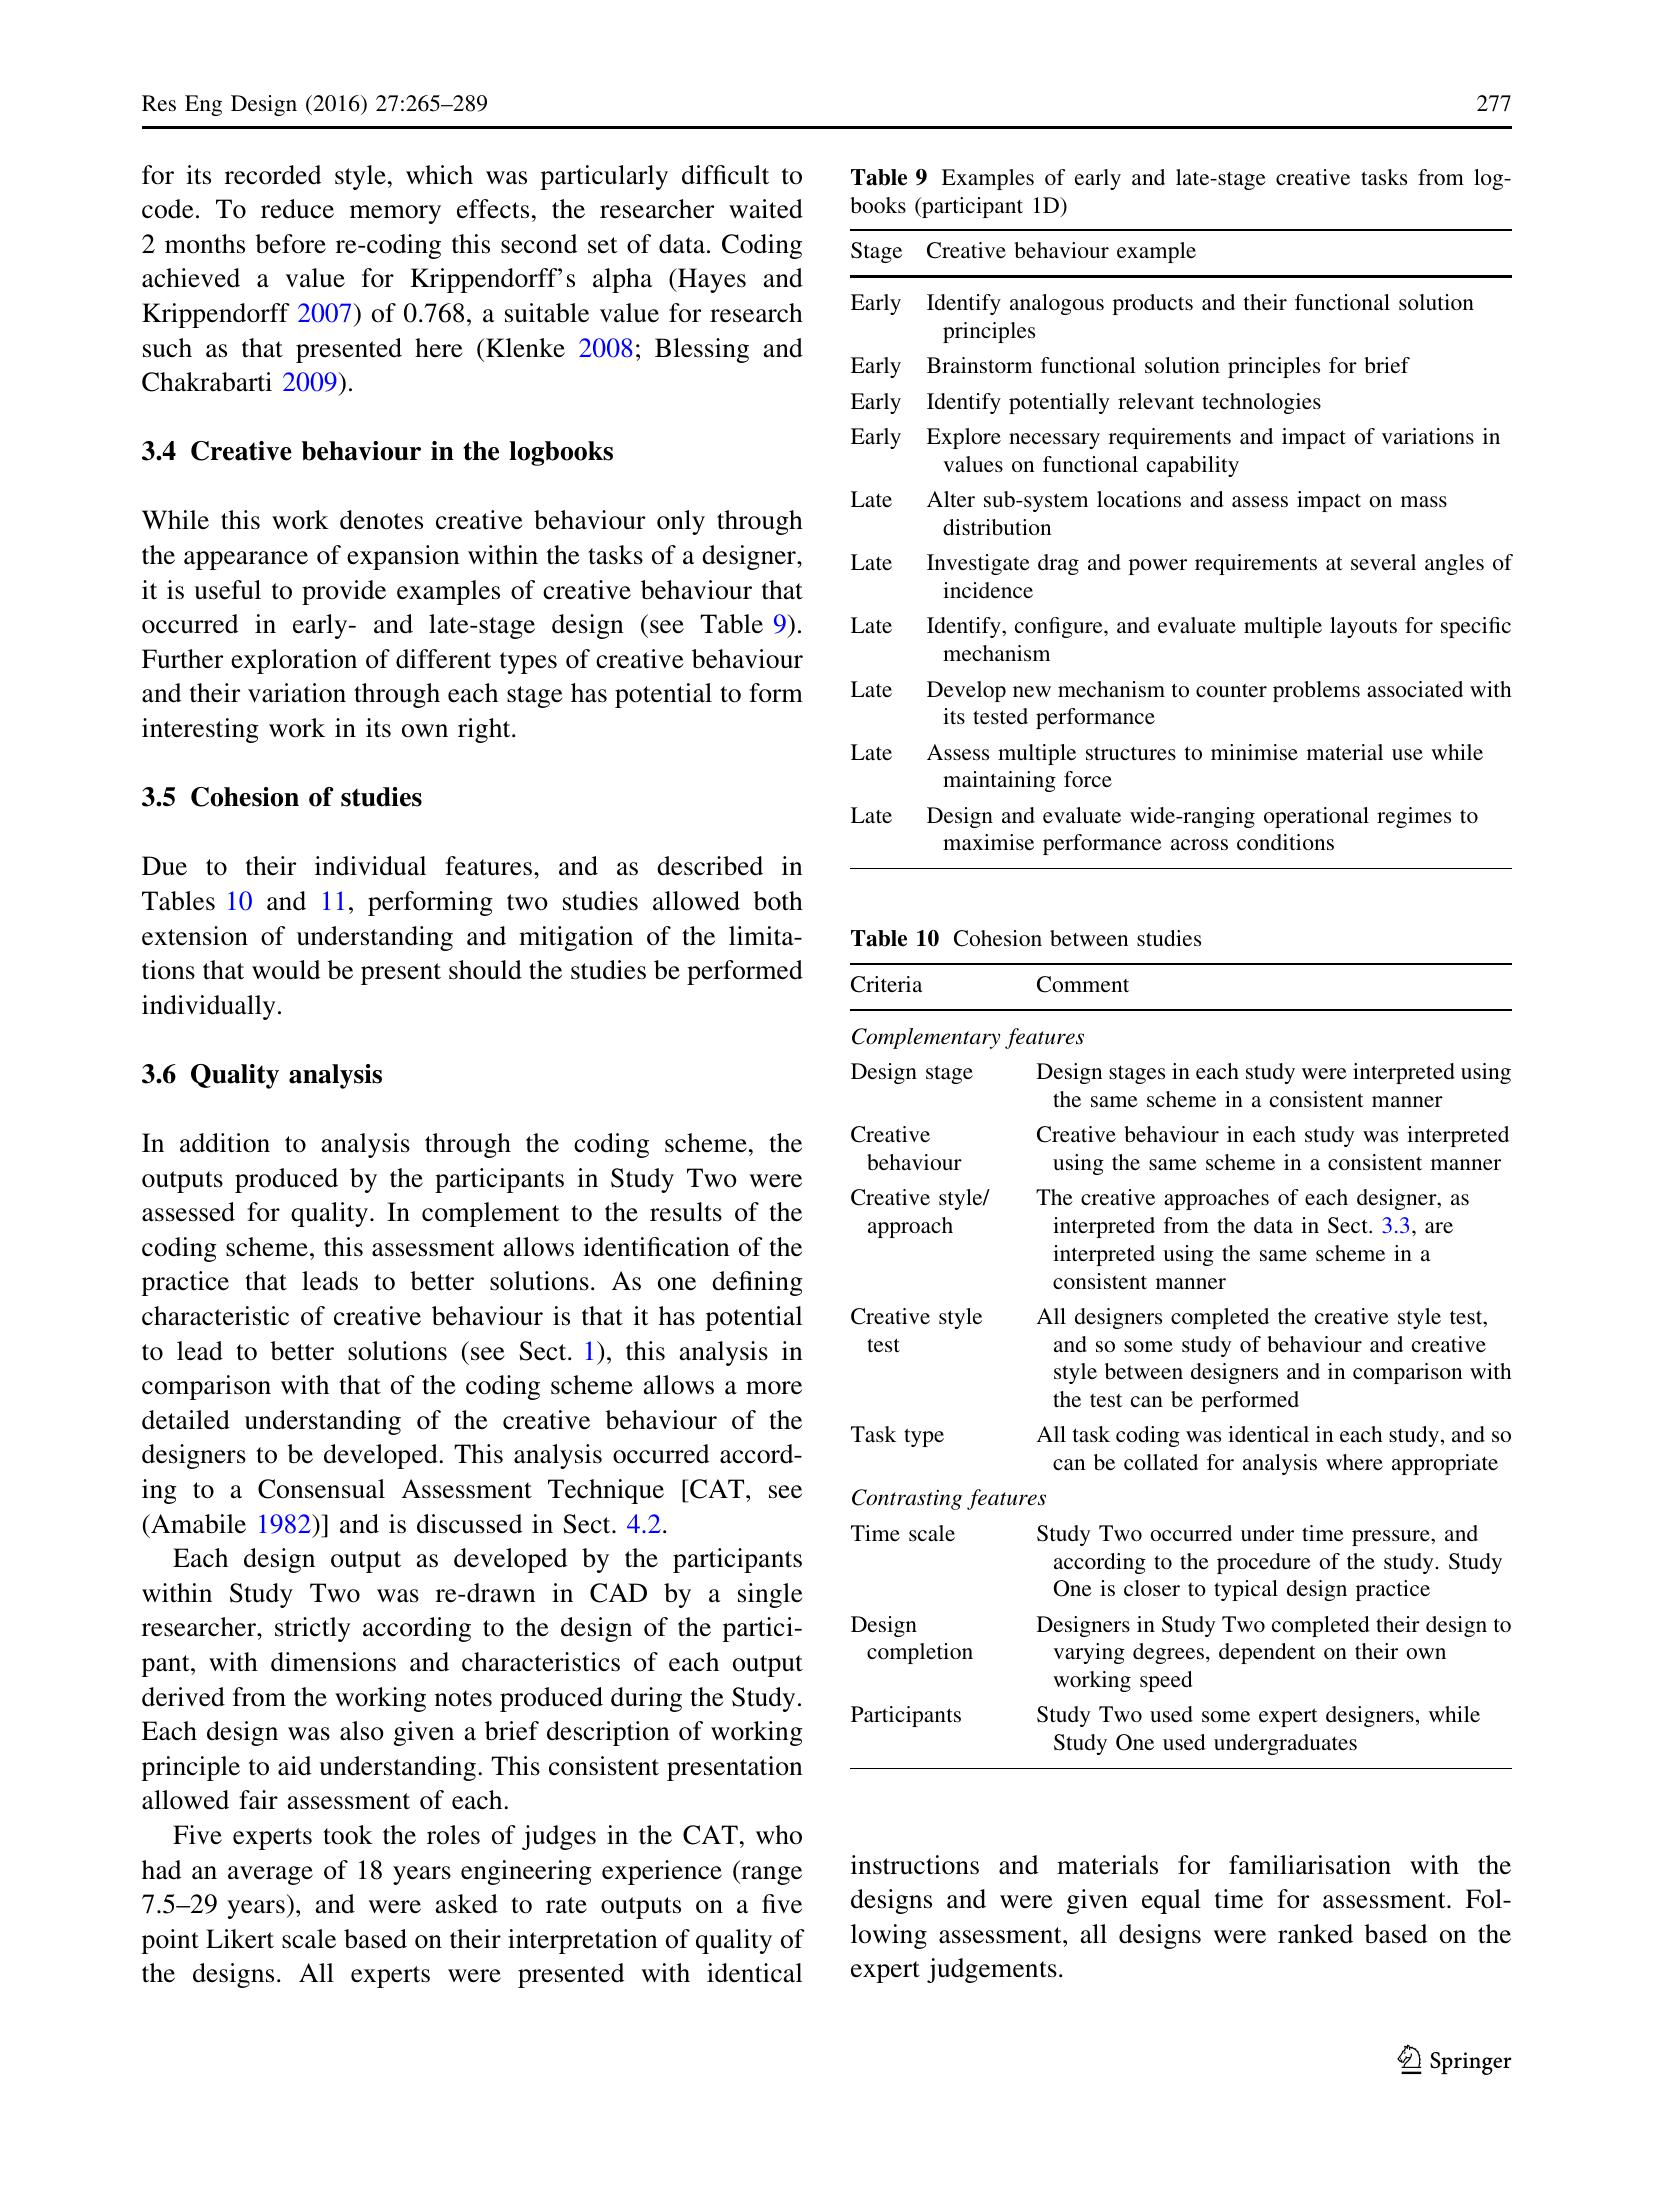 Res Eng Design (2016) 27:265–289
277
for its recorded style, which was particularly difficult to
code. To reduce memory effects, the researcher waited
2 months before re-coding this second set of data. Coding
achieved a value for Krippendorff's alpha (Hayes and
Krippendorff 2007) of 0.768, a suitable value for research
such as that presented here (Klenke 2008; Blessing and
Chakrabarti 2009).
3.4 Creative behaviour in the logbooks
While this work denotes creative behaviour only through
the appearance of expansion within the tasks of a designer,
it is useful to provide examples of creative behaviour that
occurred in early- and late-stage design (see Table 9).
Further exploration of different types of creative behaviour
and their variation through each stage has potential to form
interesting work in its own right.
3.5 Cohesion of studies
Due to their individual features, and as described in
Tables 10 and 11, performing two studies allowed both
extension of understanding and mitigation of the limita-
tions that would be present should the studies be performed
individually.
3.6 Quality analysis
In addition to analysis through the coding scheme, the
outputs produced by the participants in Study Two were
assessed for quality. In complement to the results of the
coding scheme, this assessment allows identification of the
practice that leads to better solutions. As one defining
characteristic of creative behaviour is that it has potential
to lead to better solutions (see Sect. 1), this analysis in
comparison with that of the coding scheme allows a more
detailed understanding of the creative behaviour of the
designers to be developed. This analysis occurred accord-
ing to a Consensual Assessment Technique [CAT, see
(Amabile 1982)] and is discussed in Sect. 4.2.
Each design output as developed by the participants
within Study Two was re-drawn in CAD by a single
researcher, strictly according to the design of the partici-
pant, with dimensions and characteristics of each output
derived from the working notes produced during the Study.
Each design was also given a brief description of working
principle to aid understanding. This consistent presentation
allowed fair assessment of each.
Five experts took the roles of judges in the CAT, who
had an average of 18 years engineering experience (range
7.5–29 years), and were asked to rate outputs on a five
point Likert scale based on their interpretation of quality of
the designs. All experts were presented with identical
Table 9 Examples of early and late-stage creative tasks from log-
books (participant 1D)
Stage Creative behaviour example
Early Identify analogous products and their functional solution
principles
Early Brainstorm functional solution principles for brief
Early Identify potentially relevant technologies
Early Explore necessary requirements and impact of variations in
values on functional capability
Late Alter sub-system locations and assess impact on mass
distribution
Late Investigate drag and power requirements at several angles of
incidence
Late Identify, configure, and evaluate multiple layouts for specific
mechanism
Late Develop new mechanism to counter problems associated with
its tested performance
Late Assess multiple structures to minimise material use while
maintaining force
Late Design and evaluate wide-ranging operational regimes to
maximise performance across conditions
Table 10 Cohesion between studies
Criteria Comment
Complementary features
Design stage Design stages in each study were interpreted using
the same scheme in a consistent manner
Creative Creative behaviour in each study was interpreted
behaviour using the same scheme in a consistent manner
Creative style/ The creative approaches of each designer, as
approach interpreted from the data in Sect. 3.3, are
interpreted using the same scheme in a
consistent manner
Creative style All designers completed the creative style test,
test and so some study of behaviour and creative
style between designers and in comparison with
the test can be performed
Task type All task coding was identical in each study, and so
can be collated for analysis where appropriate
Contrasting features
Time scale Study Two occurred under time pressure, and
according to the procedure of the study. Study
One is closer to typical design practice
Design Designers in Study Two completed their design to
completion varying degrees, dependent on their own
working speed
Participants Study Two used some expert designers, while
Study One used undergraduates
instructions and materials for familiarisation with the
designs and were given equal time for assessment. Fol-
lowing assessment, all designs were ranked based on the
expert judgements.
Springer